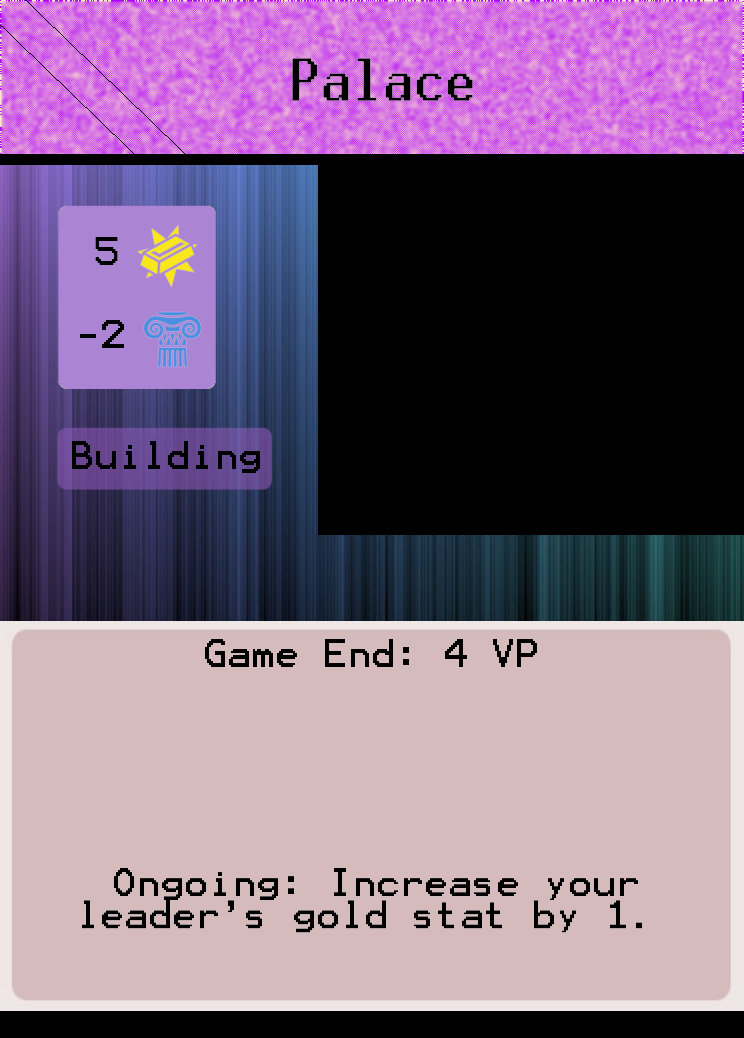 Palace
5
-2
Building
Game End: 4 VP
Ongoing: Increase your
leader's gold stat by 1.